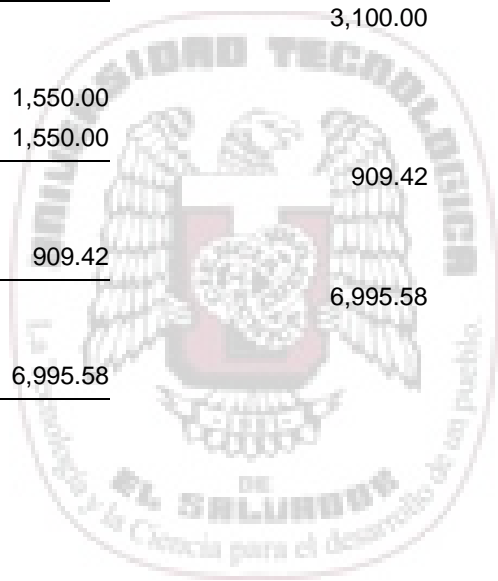 3,100.00
UNIVERSIDAD TECNOLOGICA
1,550.00
1,550.00
909.42
909.42
6,995.58
6,995.58
La Tecnología y la Ciencia para el desarrollo de un pueblo.
DE
EL SALVADOR